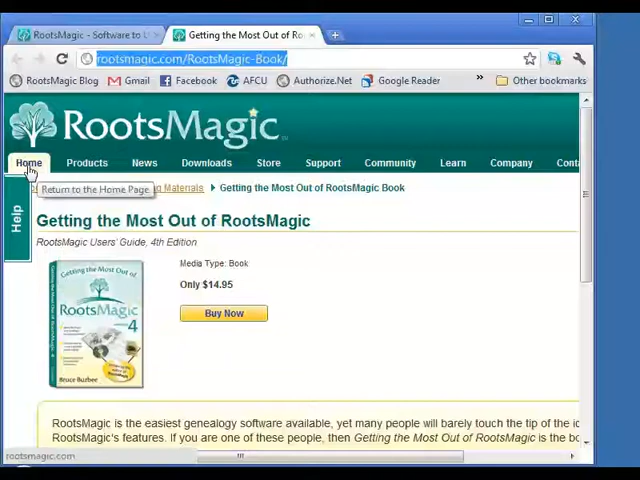 RootsMagic - Software to U
Getting the Most Out of Ro
rootsmagic.com/RootsMagic-Book/
RootsMagic Blog Gmail Facebook AFCU Authorize.Net Google Reader » Other bookmarks
RootsMagic
Home Products News Downloads Store Support Community Learn Company Conta
Return to the Home Page
g Materials Getting the Most Out of RootsMagic Book
Help
Getting the Most Out of RootsMagic
RootsMagic Users' Guide, 4th Edition
Media Type: Book
Only $14.95
Buy Now
Getting the Most Out of
RootsMagic
4
Bruce Buzbee
RootsMagic is the easiest genealogy software available, yet many people will barely touch the tip of the ic
RootsMagic's features. If you are one of these people, then Getting the Most Out of RootsMagic is the bo
rootsmagic.com